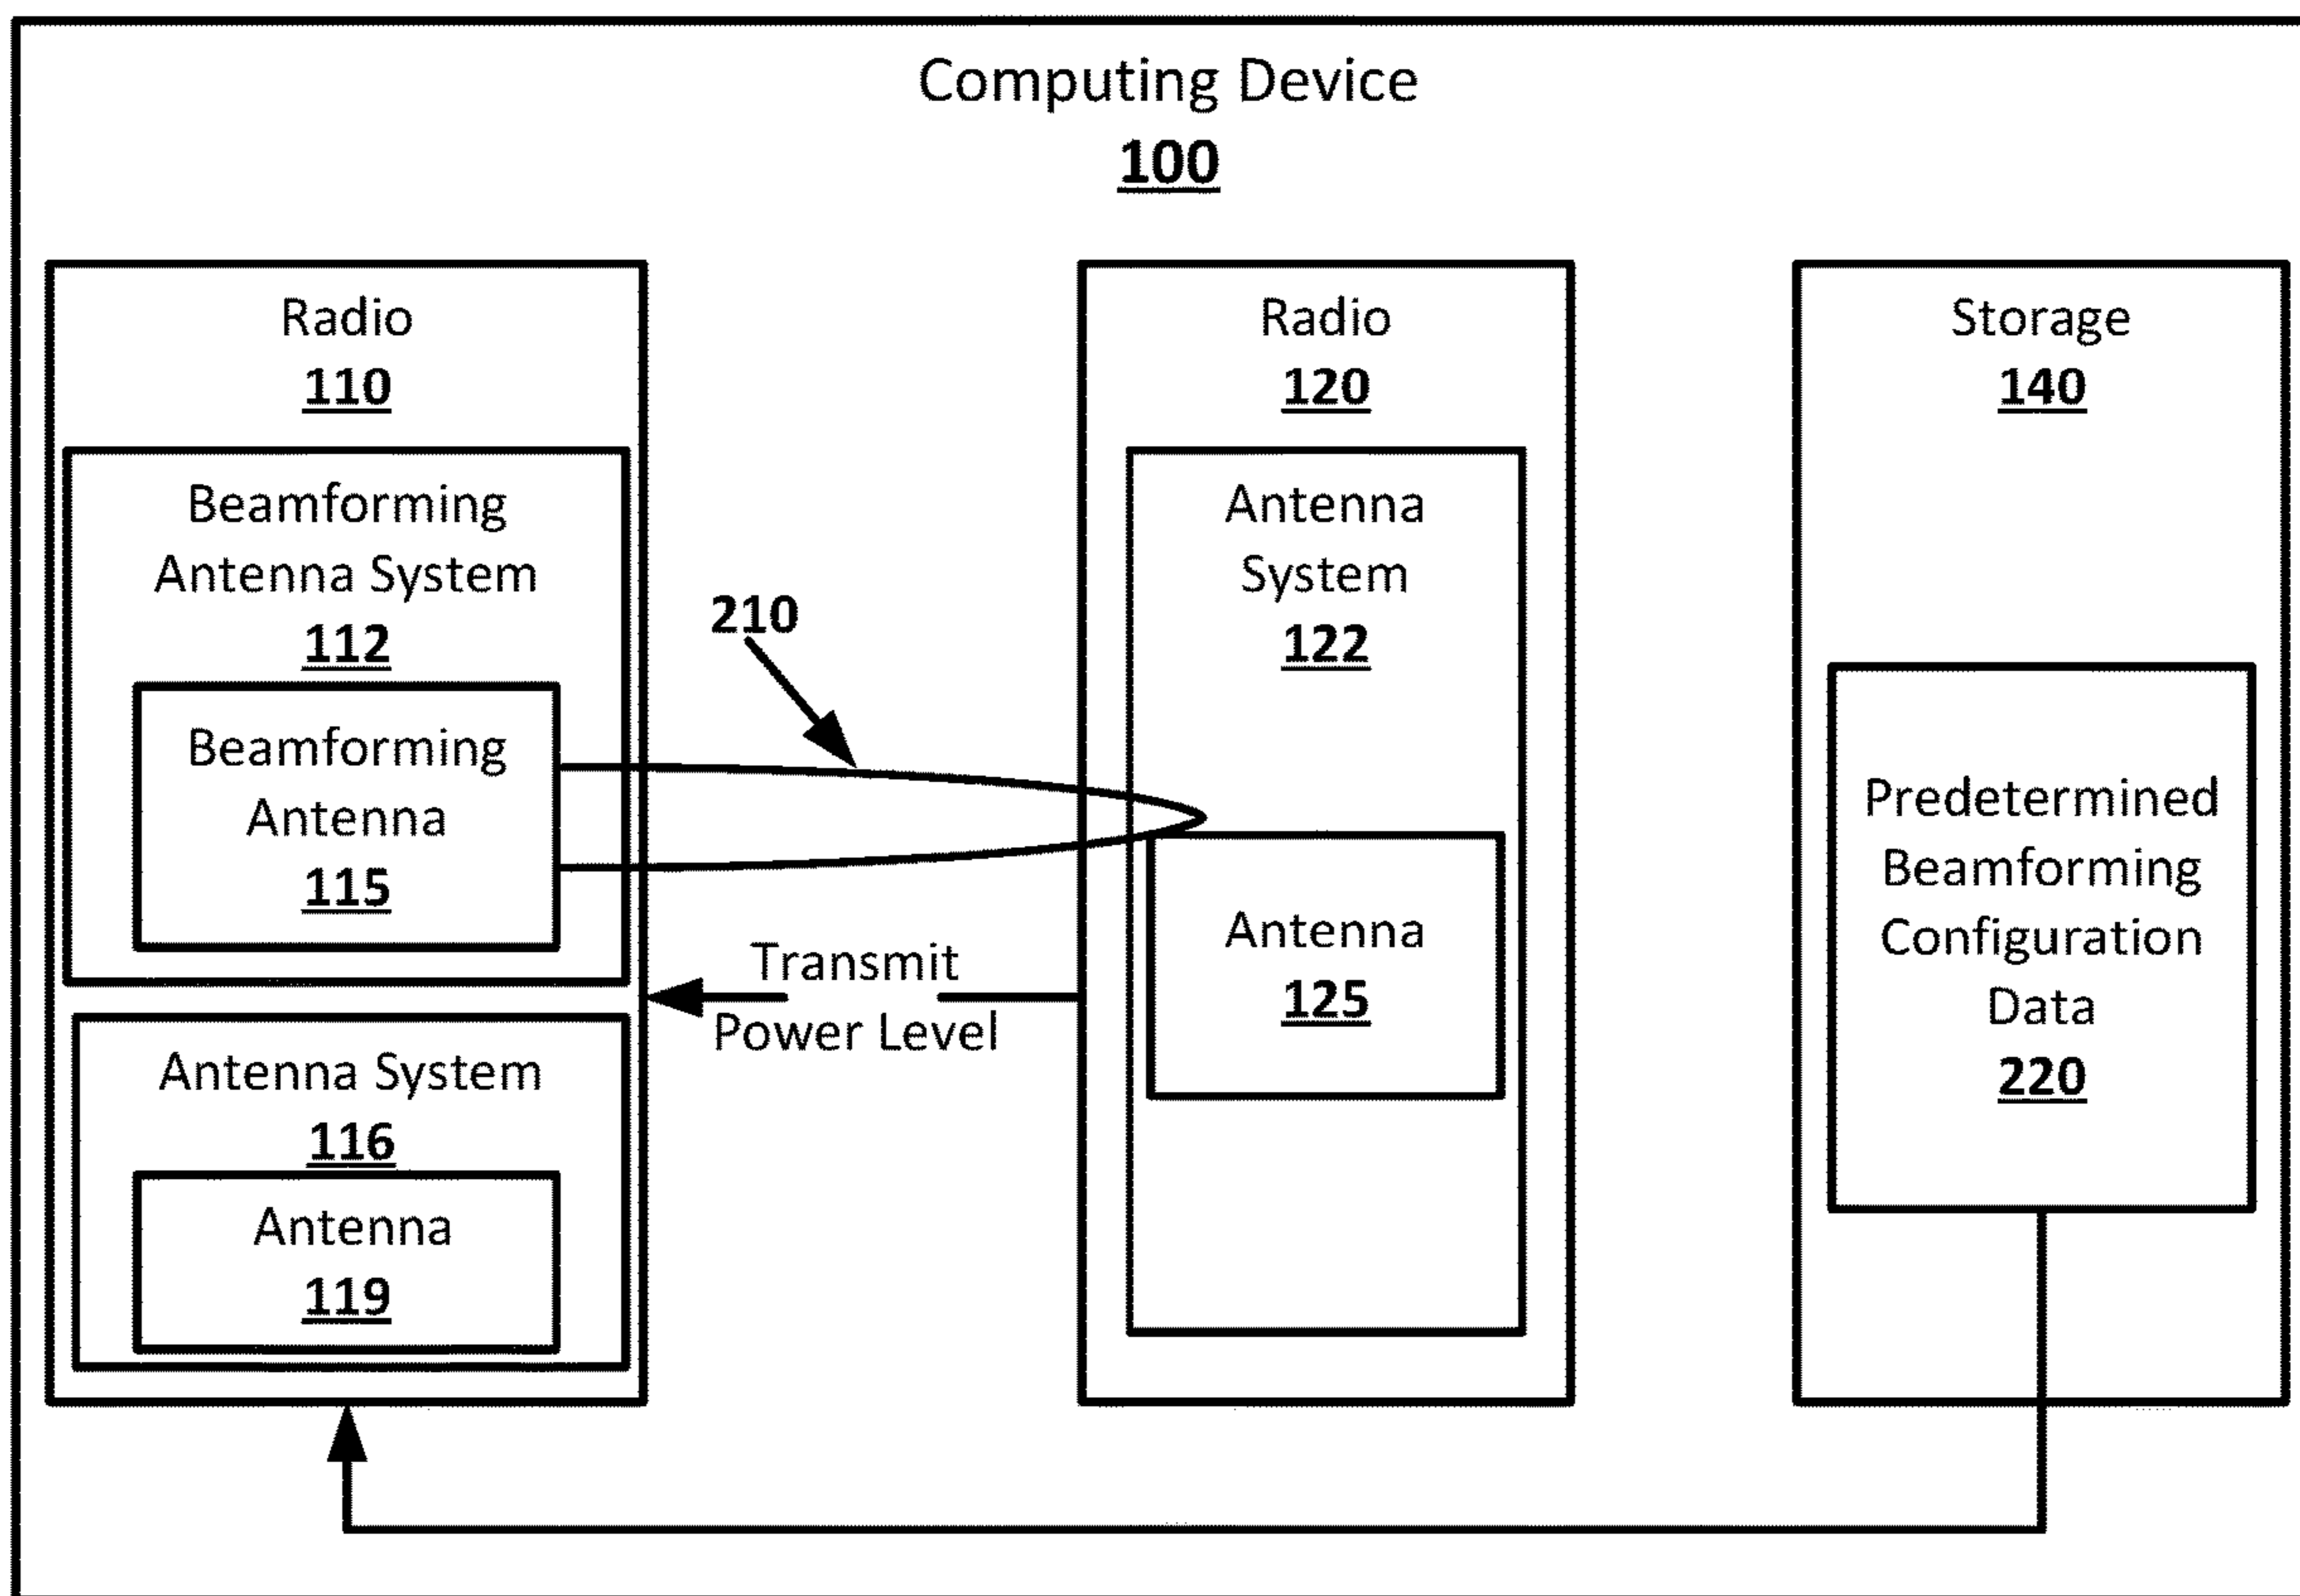 Computing Device
100
Radio
110
Beamforming
Antenna System
112
Beamforming
Antenna
115
Antenna System
116
Antenna
119
210
Transmit
Power Level
Radio
120
Antenna
System
122
Antenna
125
Storage
140
Predetermined
Beamforming
Configuration
Data
220